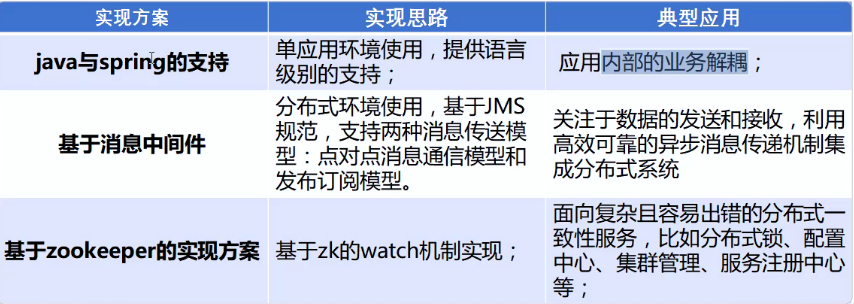 实现方案
实现思路
典型应用
java与spring的支持
单应用环境使用，提供语言
级别的支持；
应用内部的业务解耦；
基于消息中间件
分布式环境使用，基于JMS
规范，支持两种消息传送模
型：点对点消息通信模型和
发布订阅模型。
关注于数据的发送和接收，利用
高效可靠的异步消息传递机制集
成分布式系统
基于zookeeper的实现方案
基于zk的watch机制实现；
面向复杂且容易出错的分布式一
致性服务，比如分布式锁、配置
中心、集群管理、服务注册中心
等；